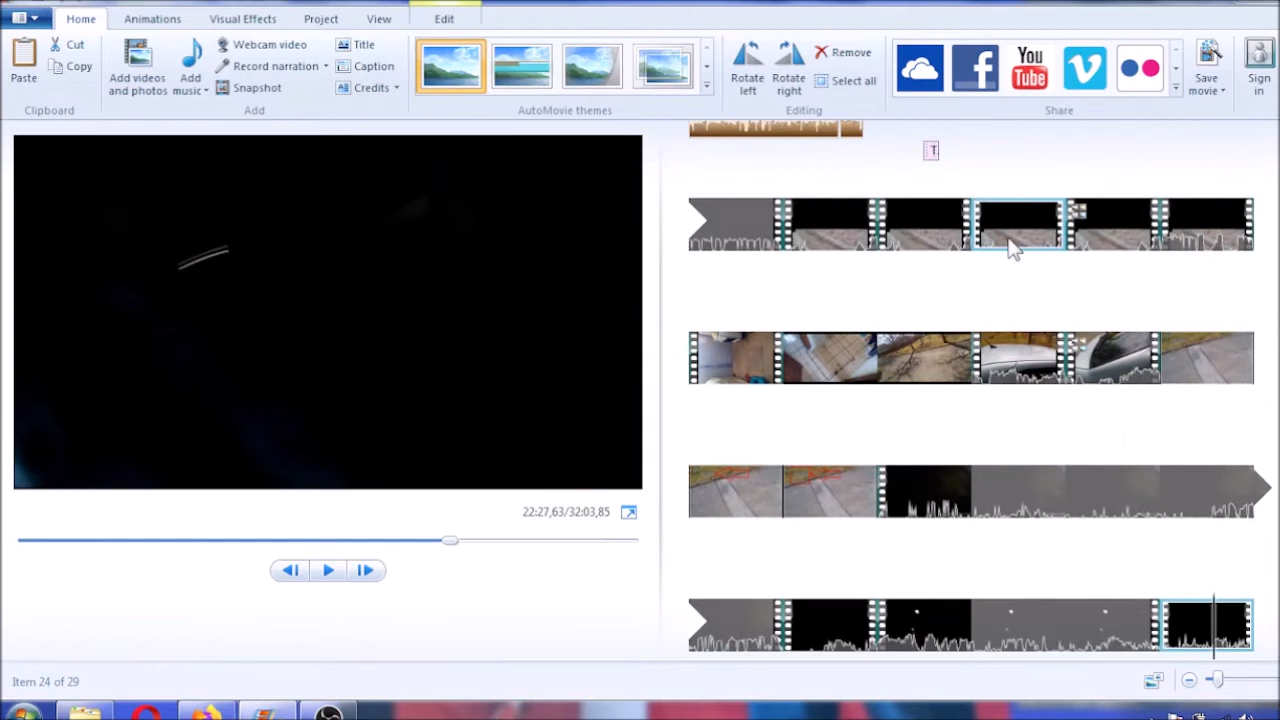 Home Animations Visual Effects Project View Edit
Paste
Cut
Copy
Clipboard
Add videos
and photos
Add
music
Webcam video
Record narration
Snapshot
Title
Caption
Credits
Add
AutoMovie themes
Rotate
left
Rotate
right
Remove
Select all
Editing
You
Tube
Share
Save
movie
Sign
in
T
22:27,63/32:03,85
Item 24 of 29